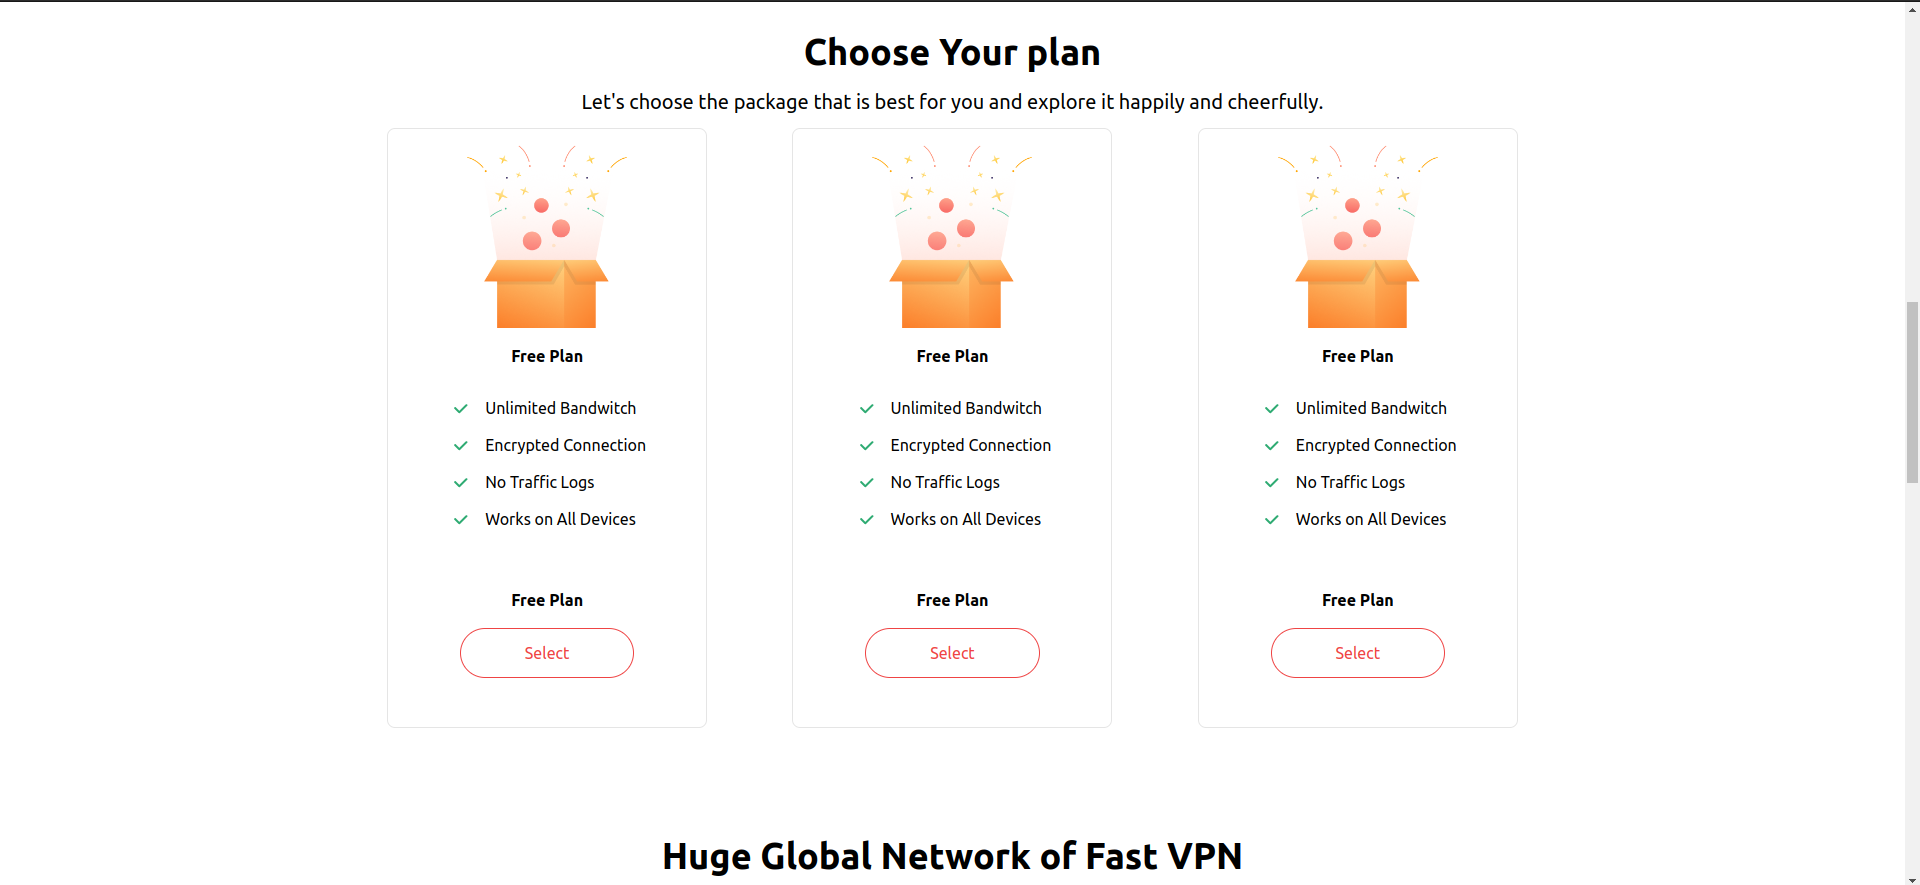 Choose Your plan
Let's choose the package that is best for you and explore it happily and cheerfully.
Free Plan
Unlimited Bandwitch
Encrypted Connection
No Traffic Logs
Works on All Devices
Free Plan
Select
Free Plan
Unlimited Bandwitch
Encrypted Connection
No Traffic Logs
Works on All Devices
Free Plan
Select
Free Plan
Unlimited Bandwitch
Encrypted Connection
No Traffic Logs
Works on All Devices
Free Plan
Select
Huge Global Network of Fast VPN